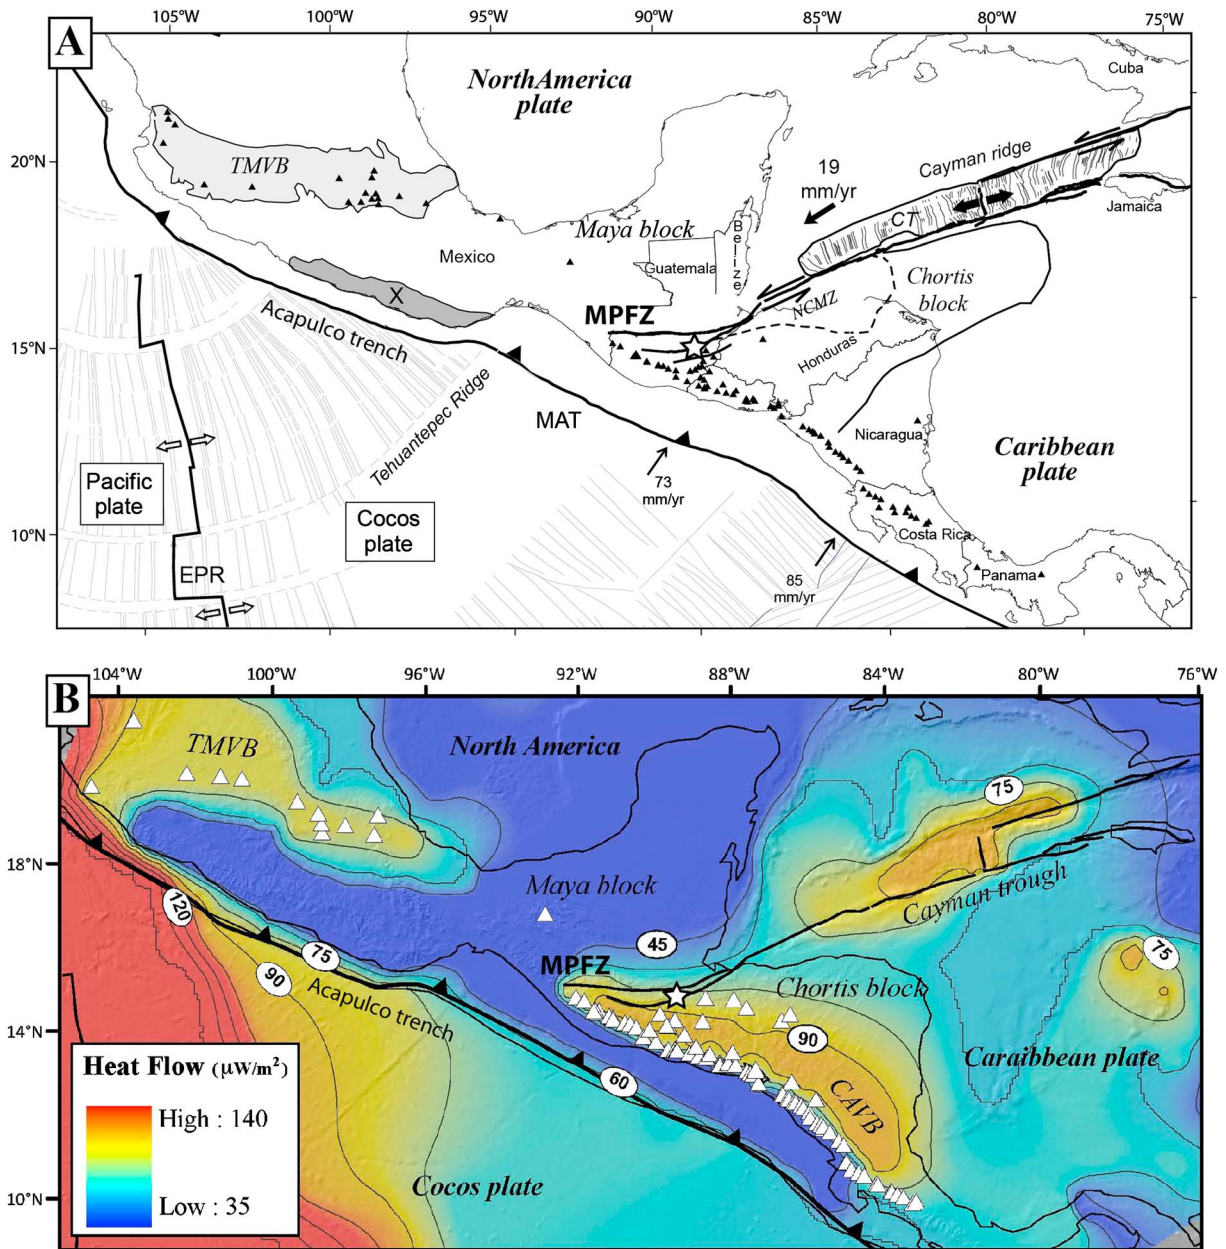 105°W 100°W 95°W 90°W 85°W 80°W 75°W
A
NorthAmerica
plate
Cuba
20°N
TMVB
Cayman ridge
19
mm/yr
CT
Jamaica
Maya block
Belize
Mexico
Guatemala
Chortis
block
X
MPFZ
NCMZ
Acapulco trench
15°N
Honduras
Tehuantepec Ridge
MAT
Nicaragua
Caribbean
plate
73
mm/yr
Pacific
plate
Cocos
plate
10°N
Costa Rica
EPR
85
mm/yr
Panama
104°W 100°W 96°W 92°W 88°W 84°W 80°W 76°W
B
TMVB
North America
75
18°N
Maya block
Cayman trough
120
75
45
75
90
MPFZ
Chortis block
Acapulco trench
14°N
90
Caraibbean plate
60
Heat Flow (µW/m²)
CAVB
High : 140
Low : 35
Cocos plate
10°N